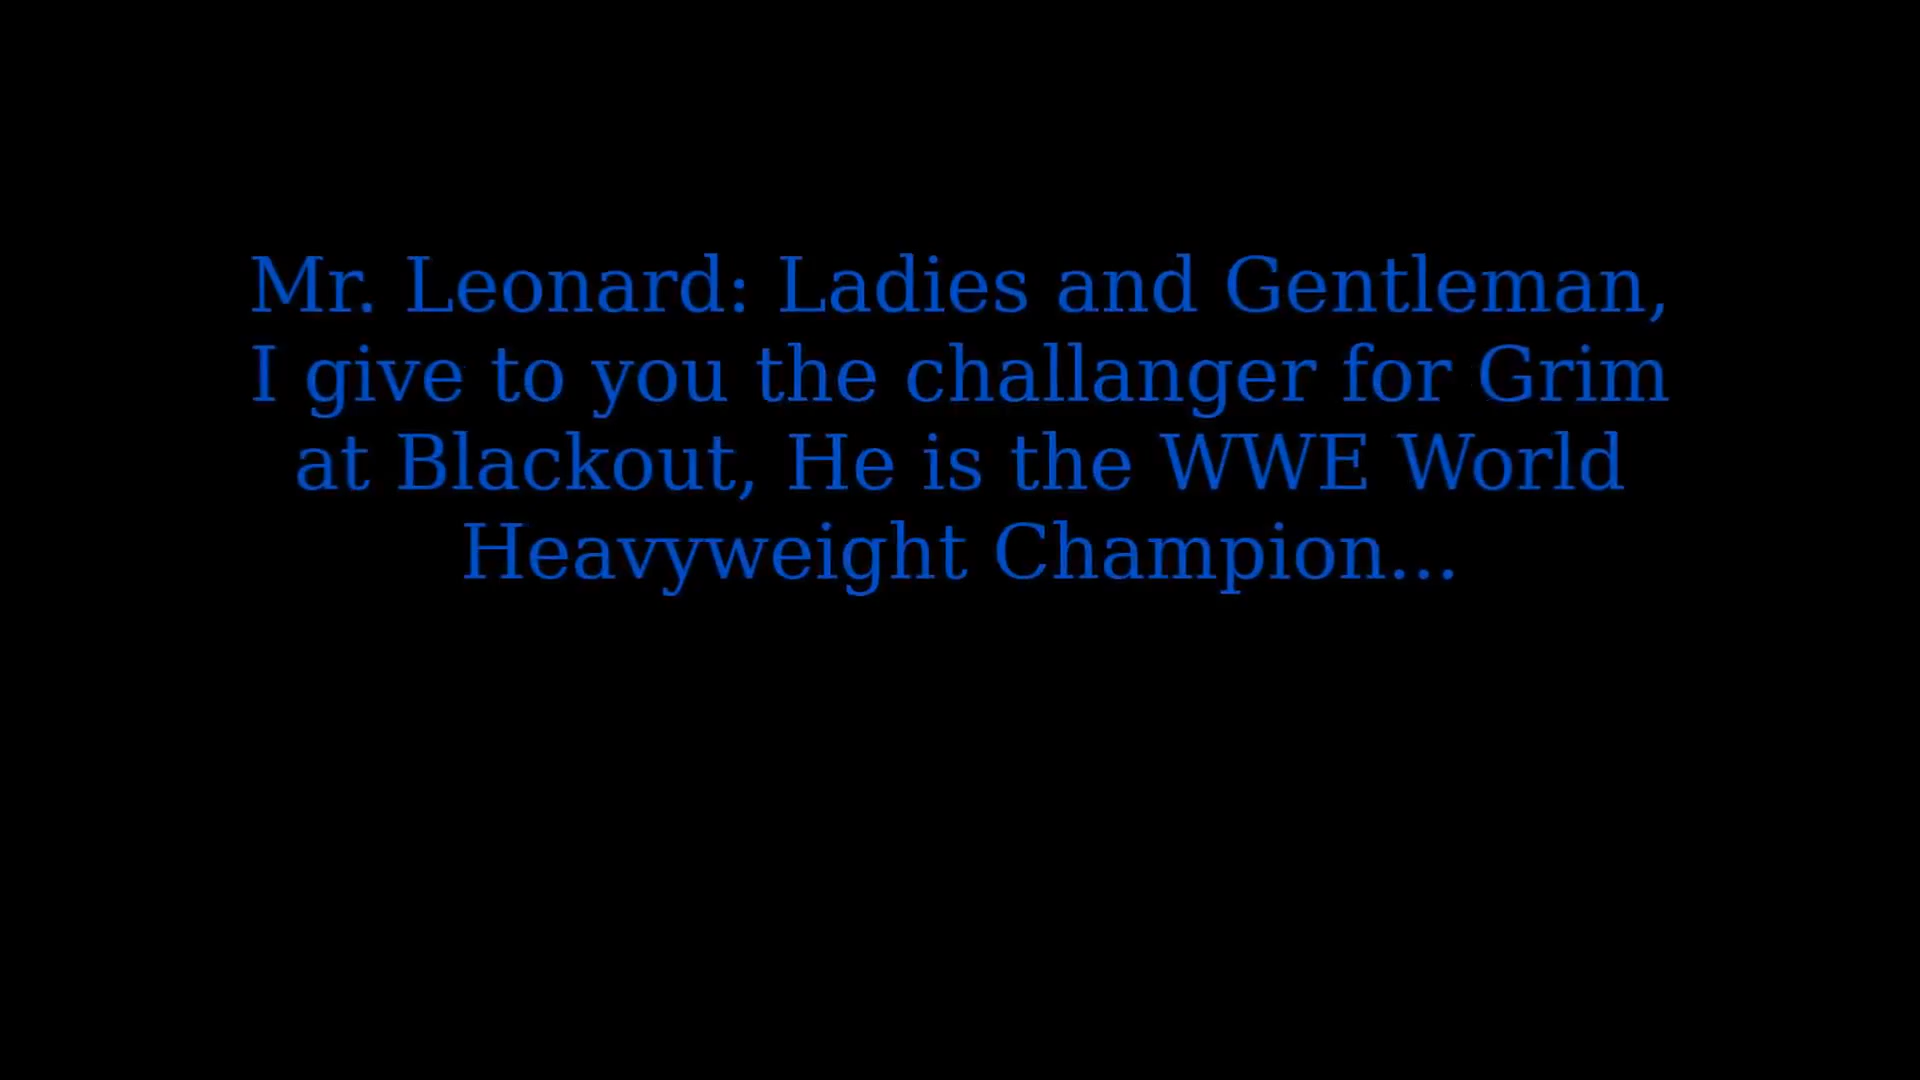 Mr. Leonard: Ladies and Gentleman,
I give to you the challanger for Grim
at Blackout, He is the WWE World
Heavyweight Champion...